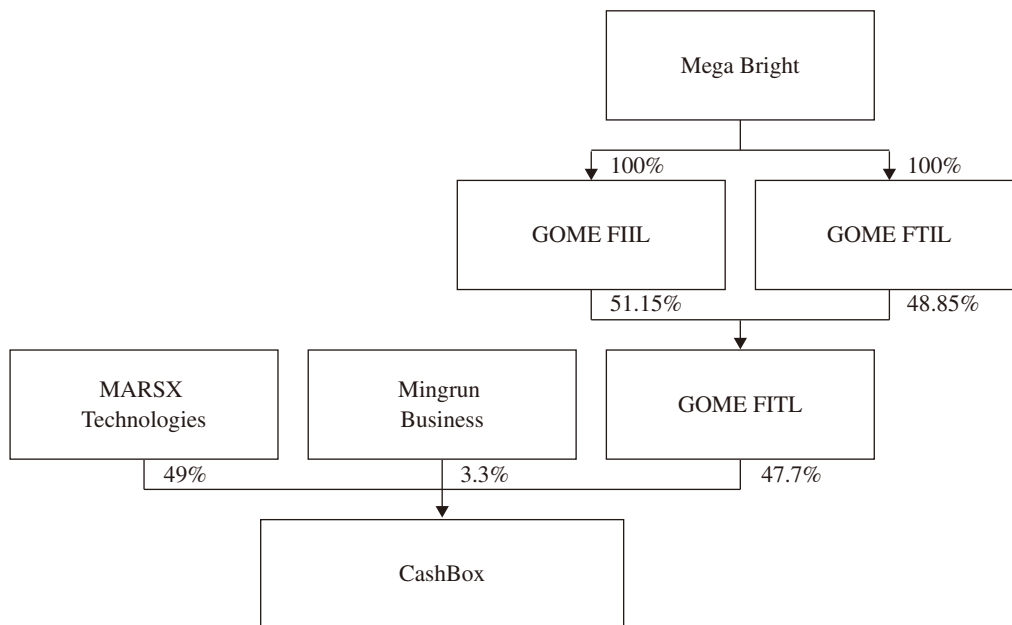 Mega Bright
100%
100%
GOME FIIL
GOME FTIL
51.15%
48.85%
MARSX
Technologies
Mingrun
Business
GOME FITL
49%
3.3%
47.7%
CashBox